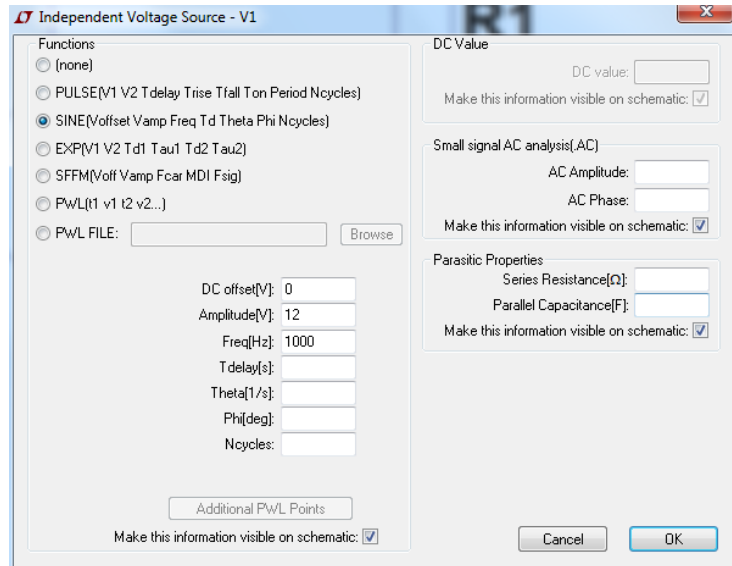 Independent Voltage Source - V1
R1
Functions
(none)
PULSE(V1 V2 Tdelay Trise Tfall Ton Period Ncycles)
SINE(Voffset Vamp Freq Td Theta Phi Ncycles)
EXP(V1 V2 Td1 Tau1 Td2 Tau2)
SFFM(Voff Vamp Fcar MDI Fsig)
PWL(t1 v1 t2 v2...)
PWL FILE:
Browse
DC offset[V]: 0
Amplitude[V]: 12
Freq[Hz]: 1000
Tdelay[s]:
Theta[1/s]:
Phi[deg]:
Ncycles:
Additional PWL Points
Make this information visible on schematic:
DC Value
DC value:
Make this information visible on schematic:
Small signal AC analysis(.AC)
AC Amplitude:
AC Phase:
Make this information visible on schematic:
Parasitic Properties
Series Resistance[Ω]:
Parallel Capacitance[F]:
Make this information visible on schematic:
Cancel
OK